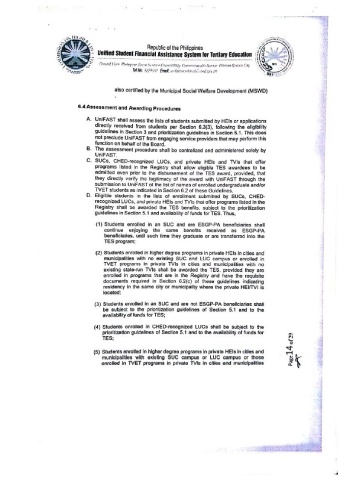 Republic of the Philippines
Unified Student Financial Assistance System for Tertiary Education
also certified by the Municipal Social Welfare Development (MSWD)
6.4 Assessment and Awarding Procedures
A. UniFAST shall assess the lists of students submitted by HEIs or applications
directly received from students per Section 6.3(3), following the eligibility
guidelines in Section 3 and prioritization guidelines in Section 5.1. This does
not preclude UniFAST from engaging service providers that may perform this
function on behalf of the Board.
B. The assessment procedure shall be centralized and administered solely by
UniFAST.
C. SUCs, CHED-recognized LUCs, and private HEIs and TVIs that offer
programs listed in the Registry shall allow eligible TES awardees to be
admitted even prior to the disbursement of the TES award, provided, that
they directly verify the legitimacy of the award with UniFAST through the
submission to UniFAST of the list of names of enrolled undergraduate and/or
TVET students as indicated in Section 6.2 of these Guidelines.
D. Eligible students in the lists of enrollment submitted by SUCs, CHED-
recognized LUCs, and private HEIs and TVIs that offer programs listed in the
Registry shall be awarded the TES benefits, subject to the prioritization
guidelines in Section 5.1 and availability of funds for TES. Thus,
(1) Students enrolled in an SUC and are ESGP-PA beneficiaries shall
continue enjoying the same benefits received as ESGP-PA
beneficiaries, until such time they graduate or are transferred into the
TES program;
(2) Students enrolled in higher degree programs in private HEIs in cities and
municipalities with no existing SUC and LUC campus or enrolled in
TVET programs in private TVIs in cities and municipalities with no
existing state-run TVIs shall be awarded the TES, provided they are
enrolled in programs that are in the Registry and have the requisite
documents required in Section 6.2(c) of these guidelines indicating
residency in the same city or municipality where the private HEI/TVI is
located;
(3) Students enrolled in an SUC and are not ESGP-PA beneficiaries shall
be subject to the prioritization guidelines of Section 5.1 and to the
availability of funds for TES;
(4) Students enrolled in CHED-recognized LUCs shall be subject to the
prioritization guidelines of Section 5.1 and to the availability of funds for
TES;
(5) Students enrolled in higher degree programs in private HEIs in cities and
municipalities with existing SUC campus or LUC campus or those
enrolled in TVET programs in private TVIs in cities and municipalities
Page 14 of 29